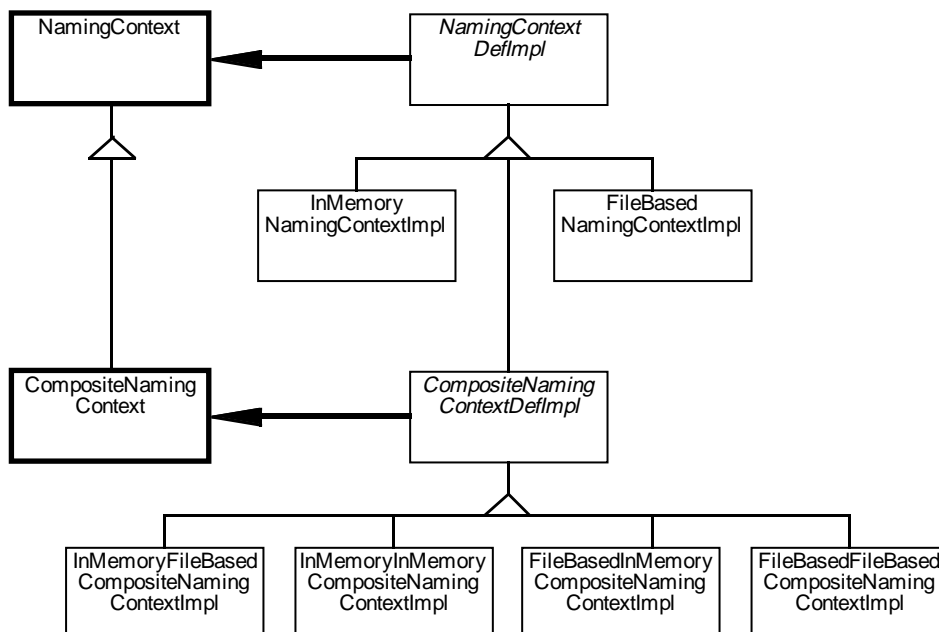 NamingContext
NamingContext
DefImpl
InMemory
NamingContextImpl
FileBased
NamingContextImpl
CompositeNaming
Context
CompositeNaming
ContextDefImpl
InMemoryFileBased
CompositeNaming
ContextImpl
InMemoryInMemory
CompositeNaming
ContextImpl
FileBasedInMemory
CompositeNaming
ContextImpl
FileBasedFileBased
CompositeNaming
ContextImpl